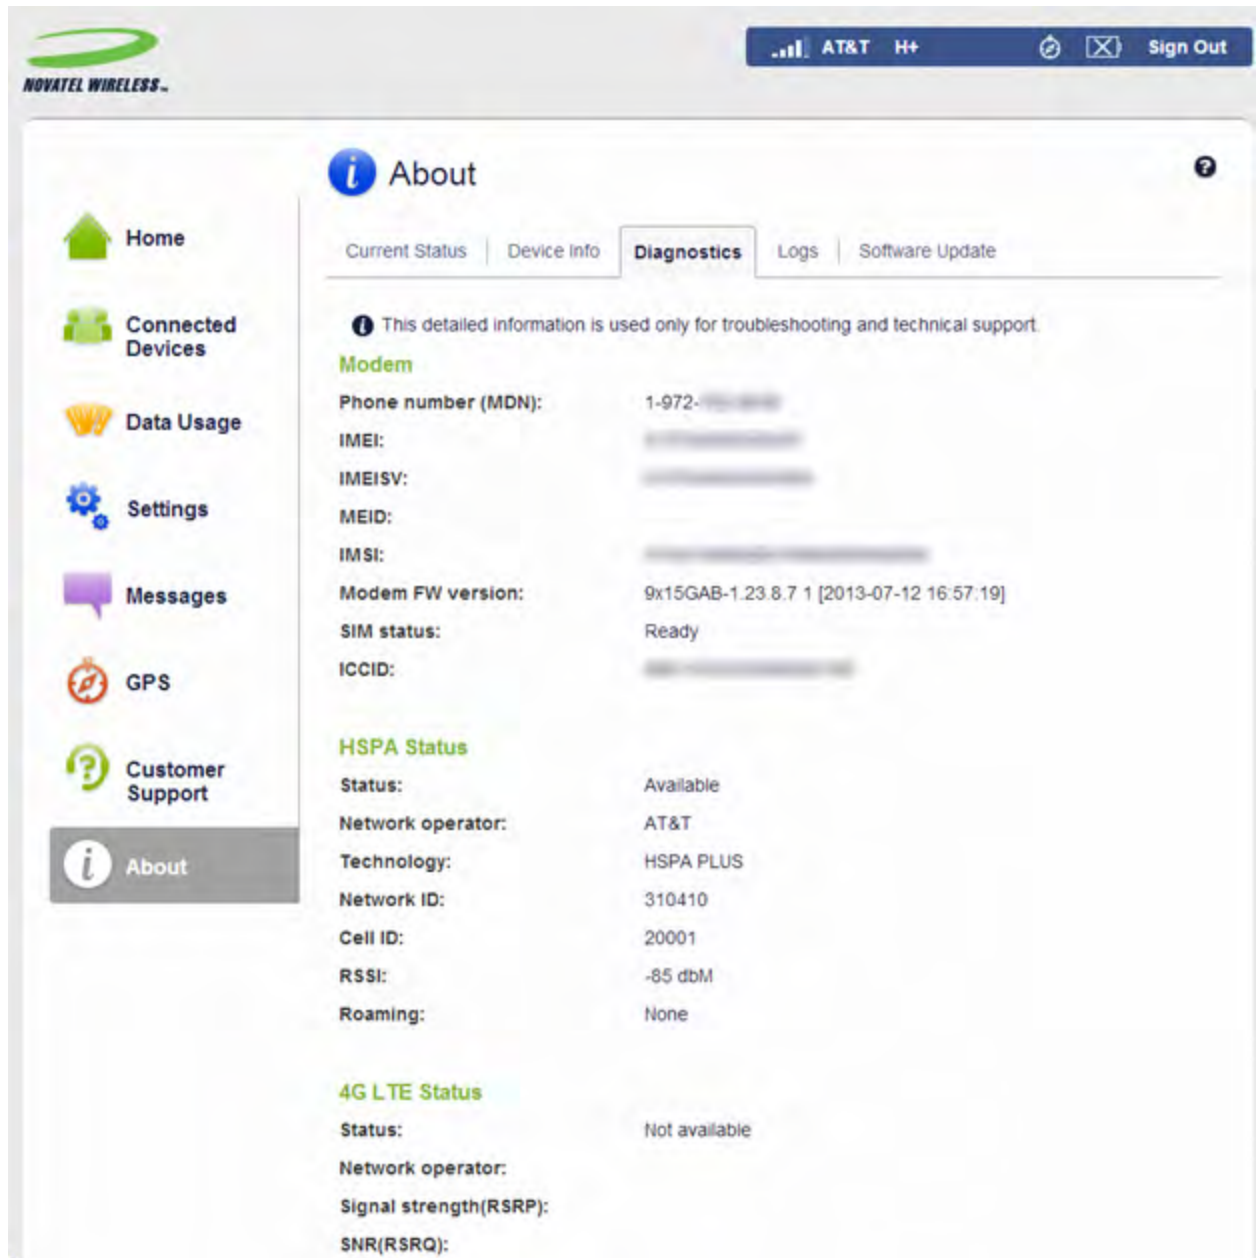 NOVATEL WIRELESS™
AT&T H+ Sign Out
About
Home
Connected
Devices
Data Usage
Settings
Messages
GPS
Customer
Support
About
Current Status Device Info Diagnostics Logs Software Update
This detailed information is used only for troubleshooting and technical support.
Modem
Phone number (MDN): 1-972-
IMEI:
IMEISV:
MEID:
IMSI:
Modem FW version: 9x15GAB-1.23.8.7 1 [2013-07-12 16:57:19]
SIM status: Ready
ICCID:
HSPA Status
Status: Available
Network operator: AT&T
Technology: HSPA PLUS
Network ID: 310410
Cell ID: 20001
RSSI: -85 dbM
Roaming: None
4G LTE Status
Status: Not available
Network operator:
Signal strength(RSRP):
SNR(RSRQ):